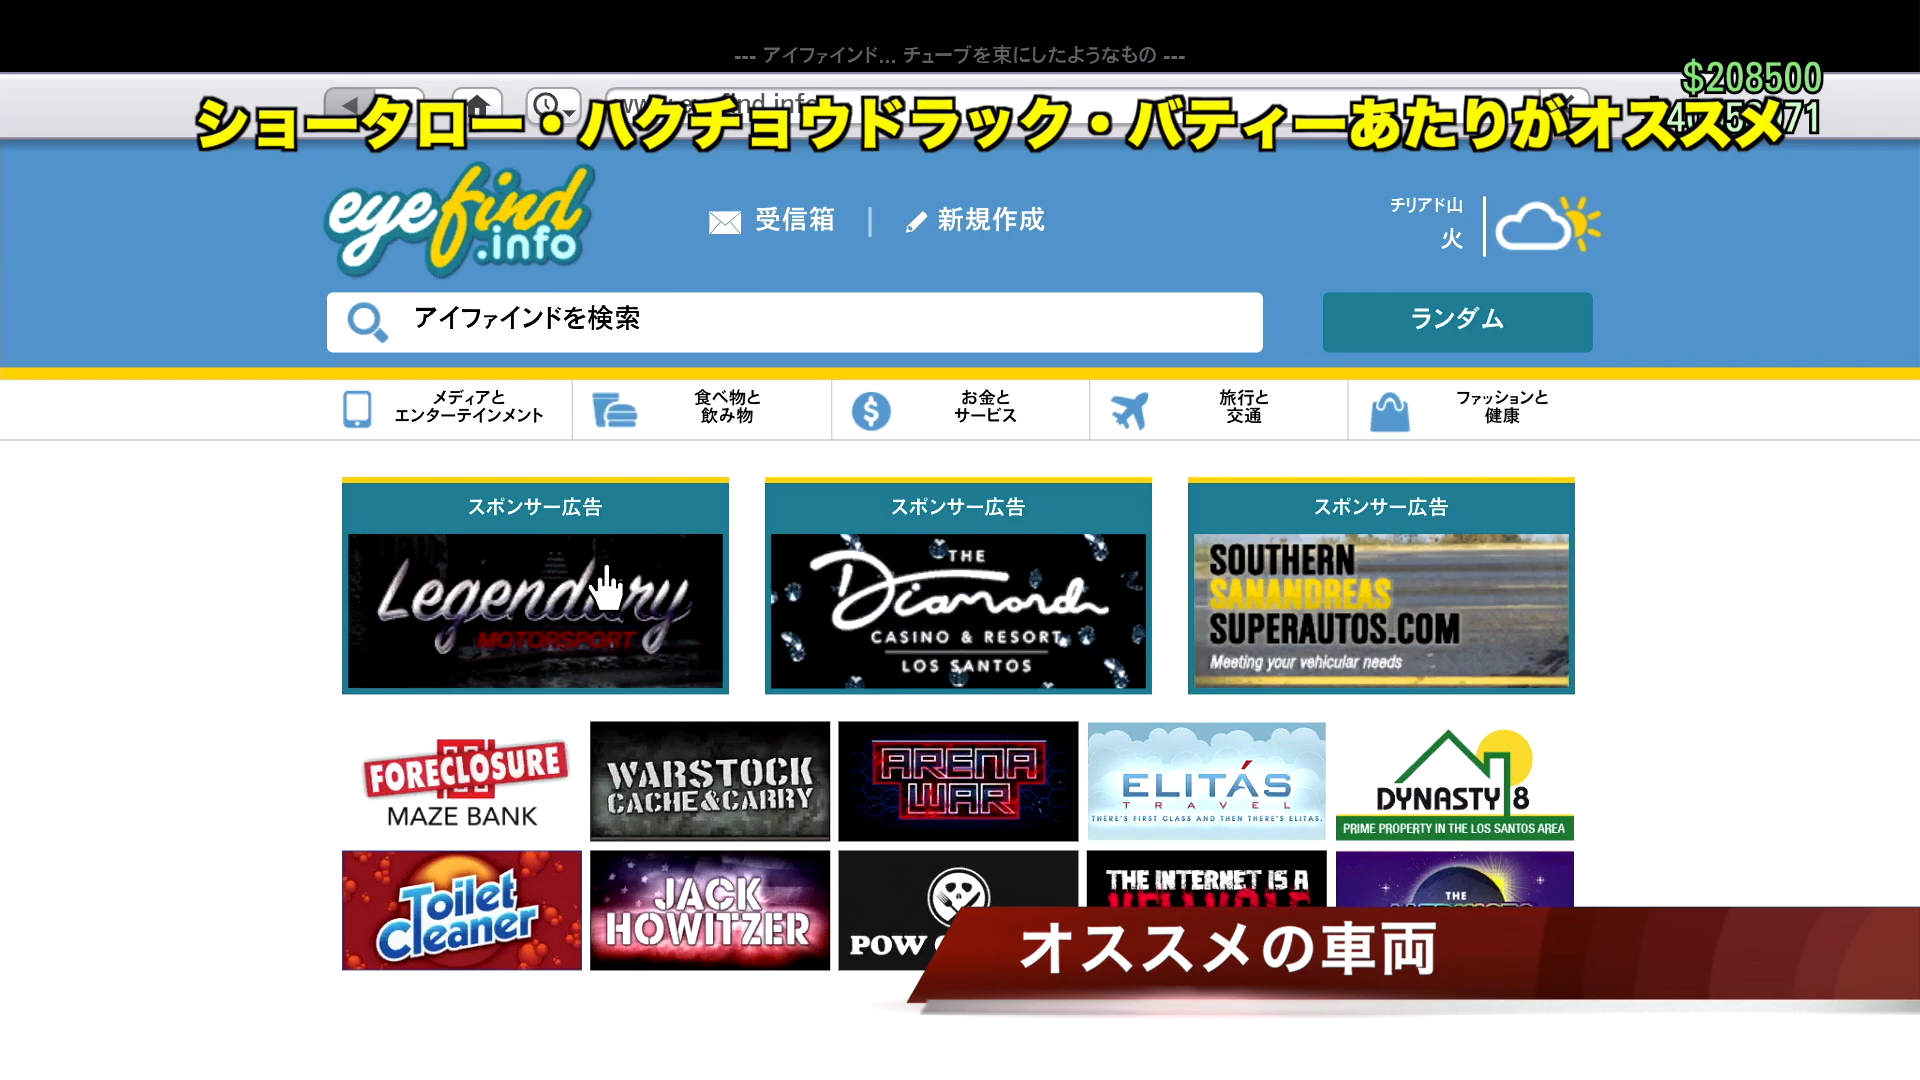 --- アイファインド... チューブを束にしたようなもの ---
$208500
ショータロー・ハクチョウドラック・バティーあたりがオススメ
eyefind.info
受信箱
新規作成
チリアド山
火
アイファインドを検索
ランダム
メディアと
エンターテインメント
食べ物と
飲み物
お金と
サービス
旅行と
交通
ファッションと
健康
スポンサー広告
Legendary
MOTORSPORT
スポンサー広告
THE
Diamond
CASINO & RESORT
LOS SANTOS
スポンサー広告
SOUTHERN
SANANDREAS
SUPERAUTOS.COM
Meeting your vehicular needs
FORECLOSURE
MAZE BANK
WARSTOCK
CACHE&CARRY
ARENA
WAR
ELITÁS
TRAVEL
THERE'S FIRST CLASS AND THEN THERE'S ELITAS.
DYNASTY 8
PRIME PROPERTY IN THE LOS SANTOS AREA
Toilet
Cleaner
JACK
HOWITZER
POW
THE INTERNET IS A
THE
オススメの車両